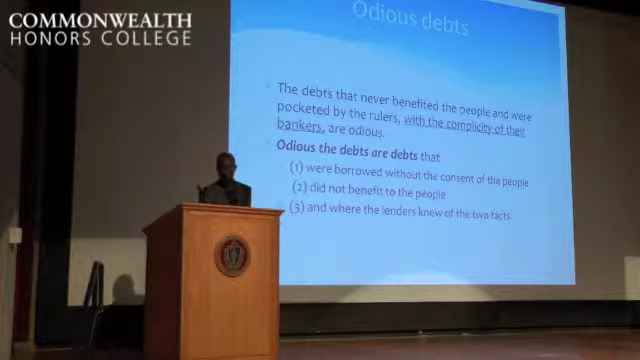 COMMONWEALTH
HONORS COLLEGE
Odious debts
The debts that never benefited the people and were
pocketed by the rulers, with the complicity of their
bankers, are odious.
Odious the debts are debts that
(1) were borrowed without the consent of the people
(2) did not benefit to the people
(3) and where the lenders knew of the two facts